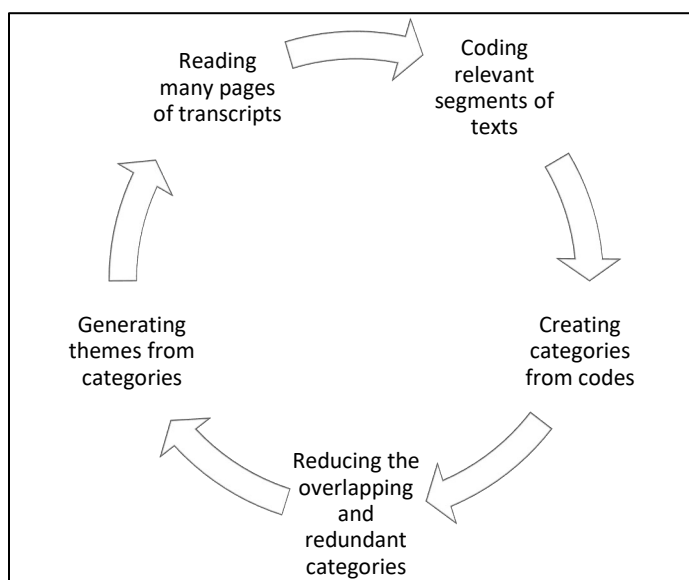 Reading
many pages
of transcripts
Coding
relevant
segments of
texts
Creating
categories
from codes
Reducing the
overlapping
and
redundant
categories
Generating
themes from
categories